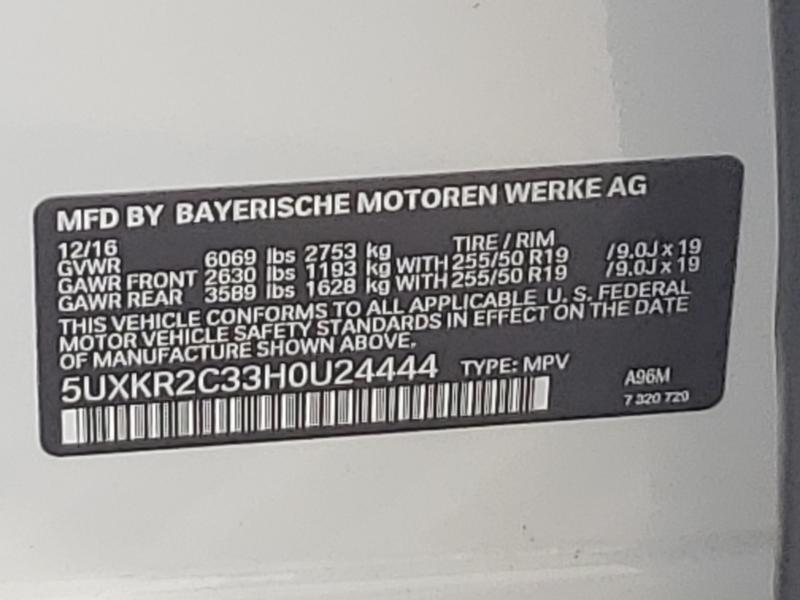 MFD BY BAYERISCHE MOTOREN WERKE AG
12/16 TIRE / RIM
GVWR 6069 lbs 2753 kg
GAWR FRONT 2630 lbs 1193 kg WITH 255/50 R19 /9.0J x 19
GAWR REAR 3589 lbs 1628 kg WITH 255/50 R19 /9.0J x 19
THIS VEHICLE CONFORMS TO ALL APPLICABLE U. S. FEDERAL
MOTOR VEHICLE SAFETY STANDARDS IN EFFECT ON THE DATE
OF MANUFACTURE SHOWN ABOVE.
5UXKR2C33H0U24444 TYPE: MPV A96M
7 320 720